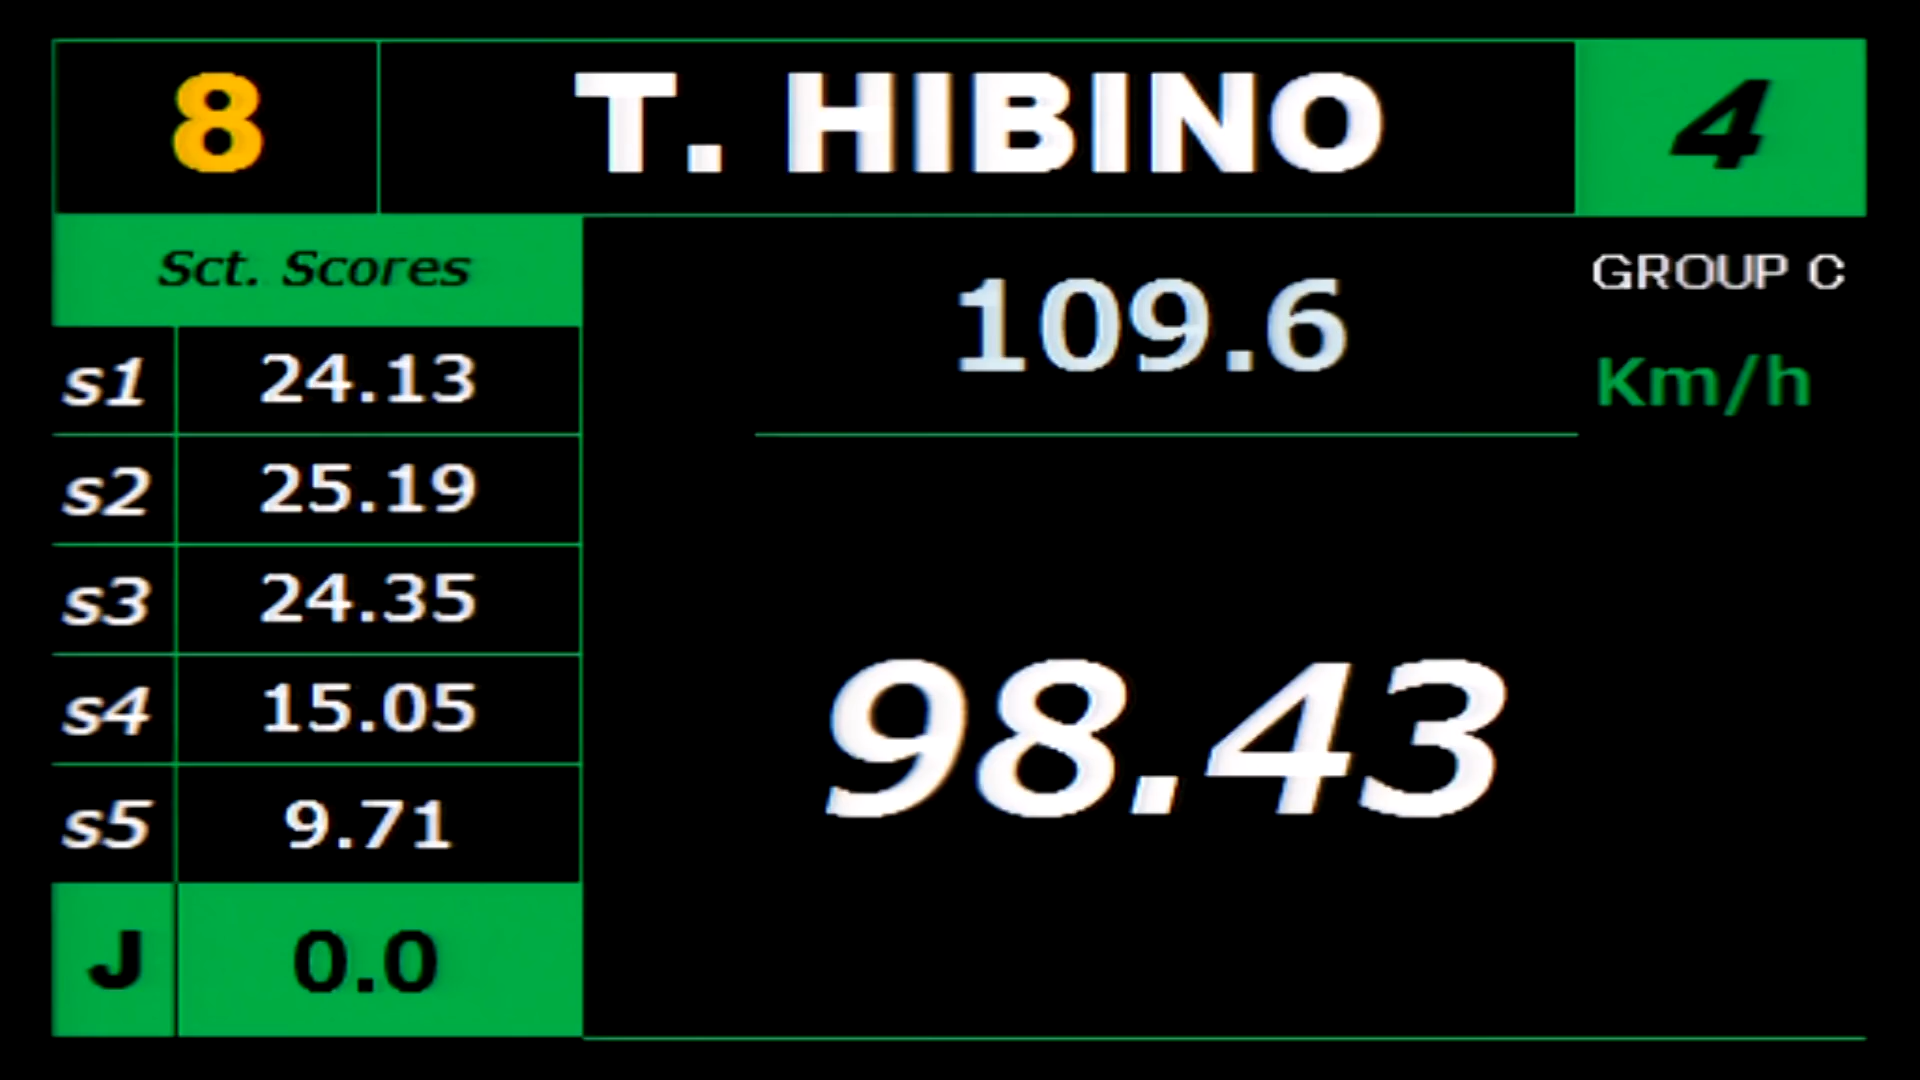 8 T. HIBINO 4
Sct. Scores
109.6
GROUP C
Km/h
s1 24.13
s2 25.19
s3 24.35
s4 15.05
s5 9.71
98.43
J 0.0